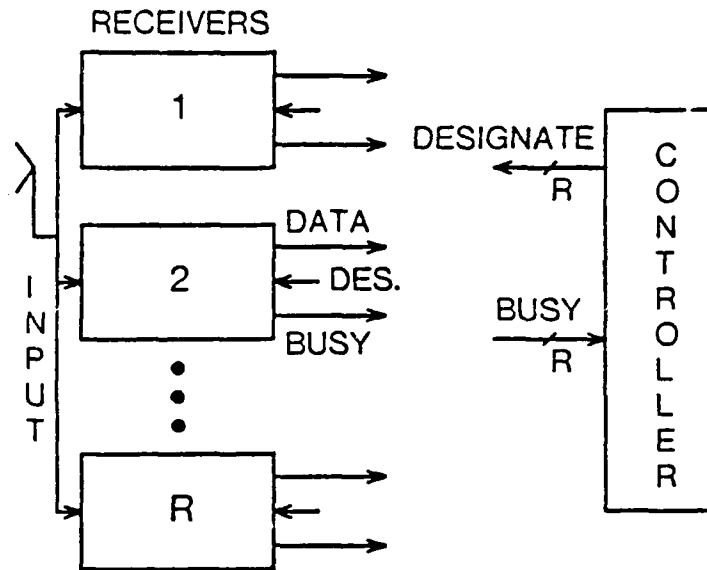 RECEIVERS
1
DESIGNATE
R
DATA
2
DES.
BUSY
BUSY
R
INPUT
R
CONTROLLER